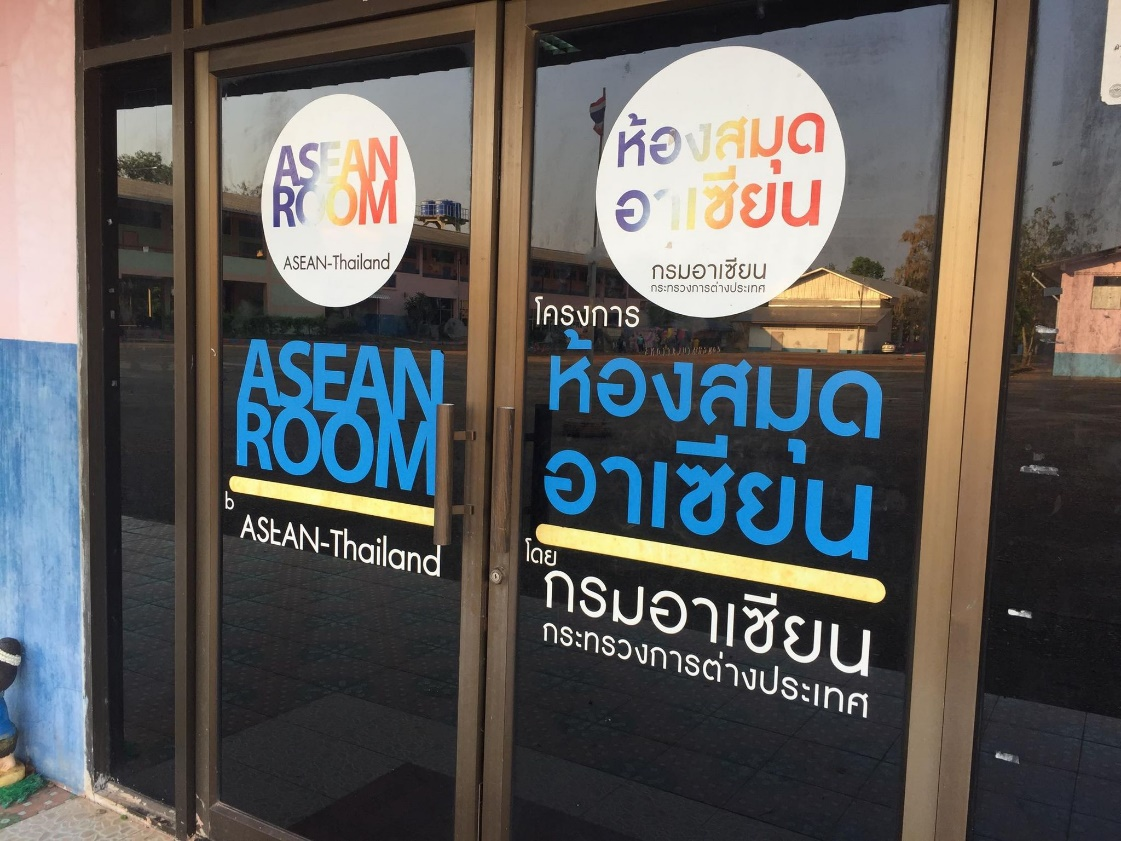 ASEAN
ROOM
ASEAN-Thailand
ASEAN
ROOM
b
ASEAN-Thailand
ห้องสมุด
อาเซียน
กรมอาเซียน
กระทรวงการต่างประเทศ
โครงการ
ห้องสมุด
อาเซียน
โดย
กรมอาเซียน
กระทรวงการต่างประเทศ